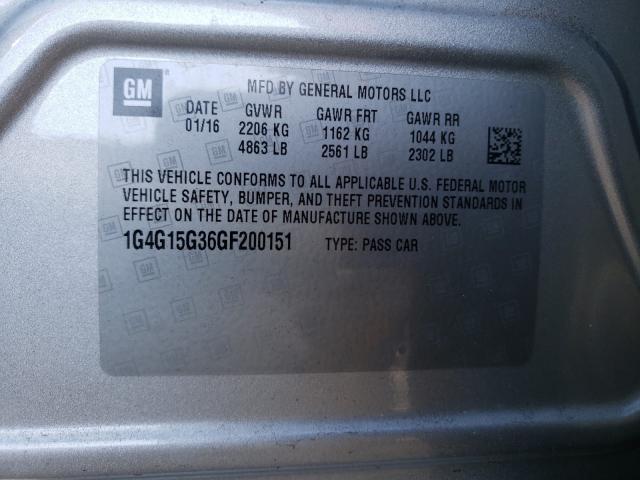 GM
MFD BY GENERAL MOTORS LLC
DATE GVWR GAWR FRT GAWR RR
01/16 2206 KG 1162 KG 1044 KG
4863 LB 2561 LB 2302 LB
THIS VEHICLE CONFORMS TO ALL APPLICABLE U.S. FEDERAL MOTOR
VEHICLE SAFETY, BUMPER, AND THEFT PREVENTION STANDARDS IN
EFFECT ON THE DATE OF MANUFACTURE SHOWN ABOVE.
1G4G15G36GF200151 TYPE: PASS CAR